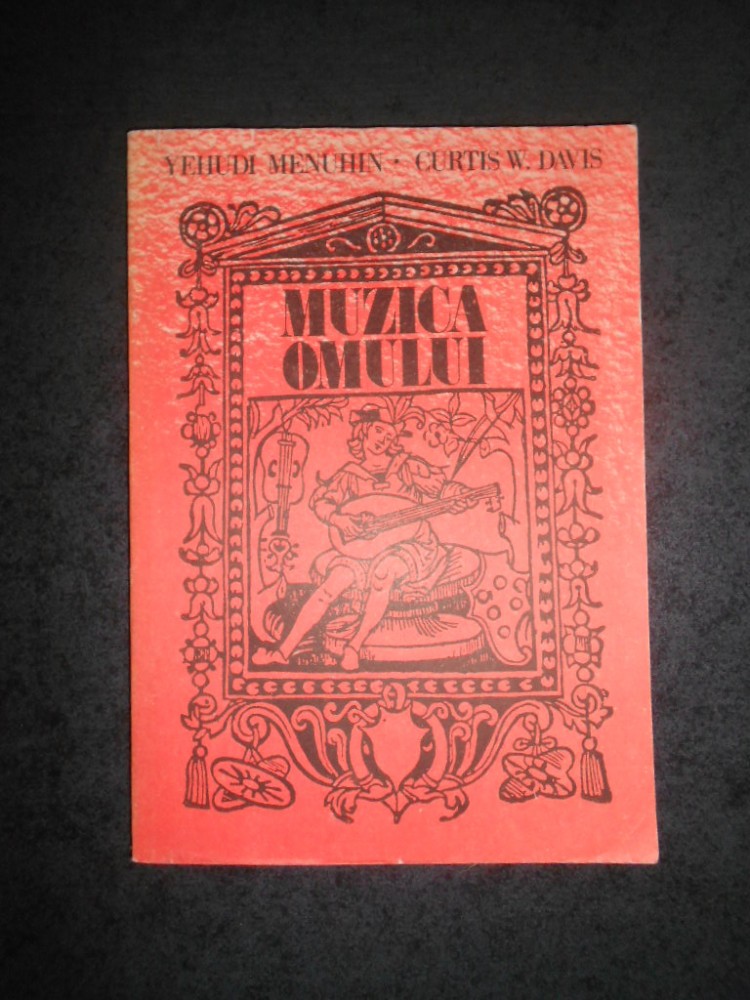 YEHUDI MENUHIN • CURTIS W. DAVIS
MUZICA
OMULUI